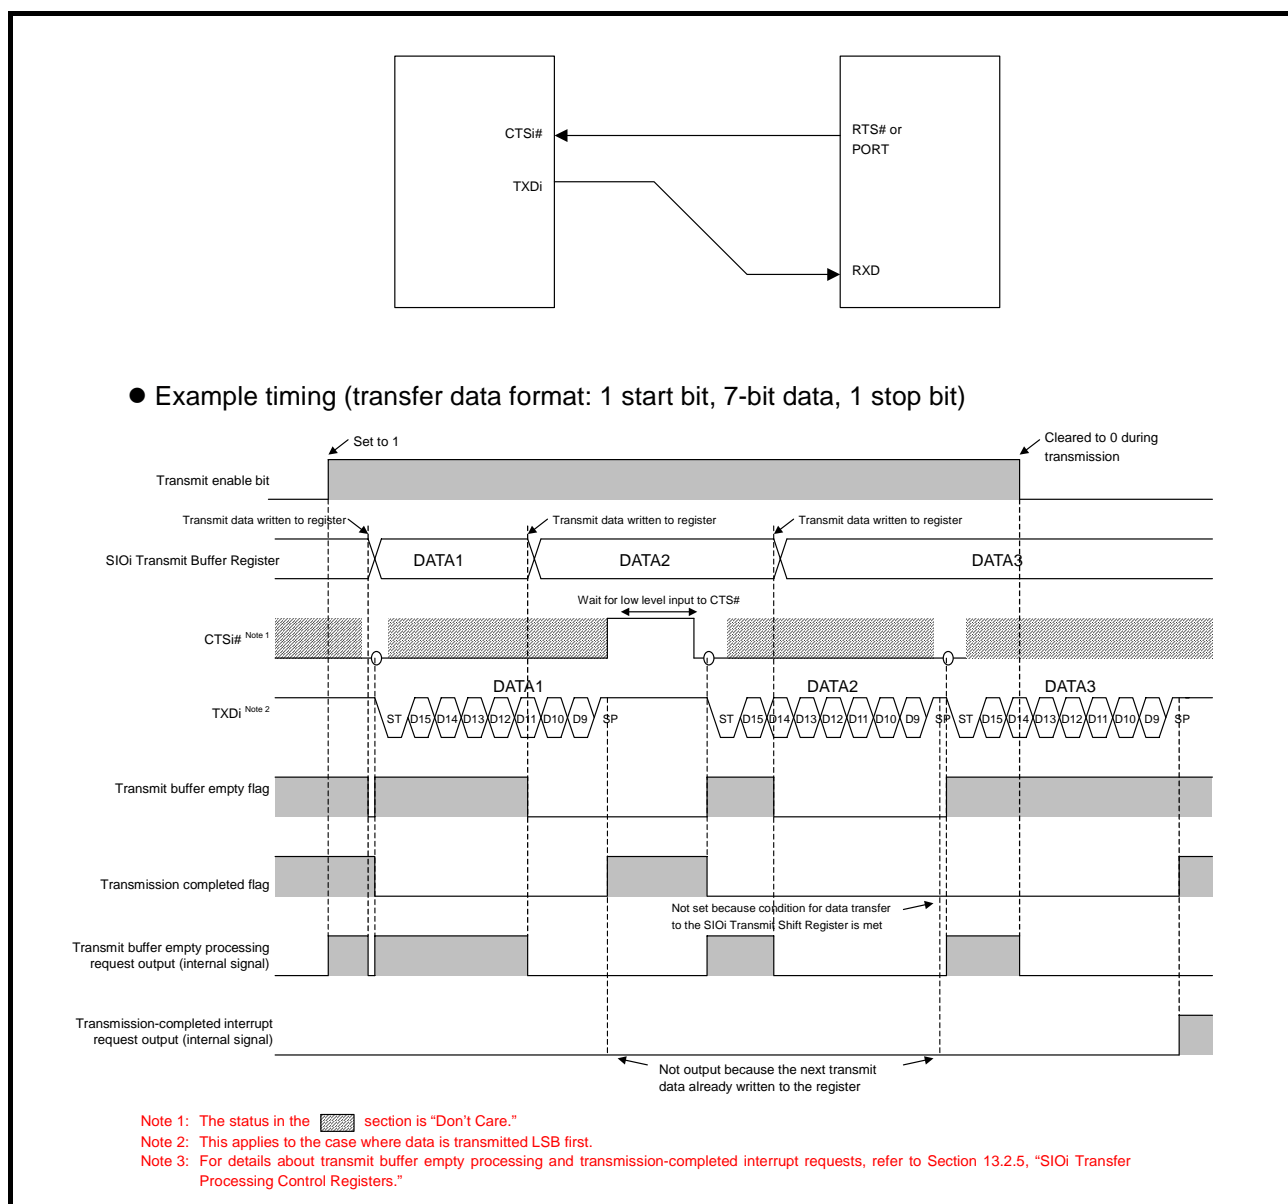 CTSi#
RTS# or
PORT
TXDi
RXD
● Example timing (transfer data format: 1 start bit, 7-bit data, 1 stop bit)
Set to 1
Cleared to 0 during
transmission
Transmit enable bit
Transmit data written to register
Transmit data written to register
Transmit data written to register
SIOi Transmit Buffer Register
DATA1
DATA2
DATA3
Wait for low level input to CTS#
CTSi# Note 1
DATA1
DATA2
DATA3
TXDi Note 2
ST D15 D14 D13 D12 D11 D10 D9 SP
ST D15 D14 D13 D12 D11 D10 D9 SP
ST D15 D14 D13 D12 D11 D10 D9 SP
Transmit buffer empty flag
Transmission completed flag
Not set because condition for data transfer
to the SIOi Transmit Shift Register is met
Transmit buffer empty processing
request output (internal signal)
Transmission-completed interrupt
request output (internal signal)
Not output because the next transmit
data already written to the register
Note 1: The status in the section is “Don’t Care.”
Note 2: This applies to the case where data is transmitted LSB first.
Note 3: For details about transmit buffer empty processing and transmission-completed interrupt requests, refer to Section 13.2.5, “SIOi Transfer
Processing Control Registers.”